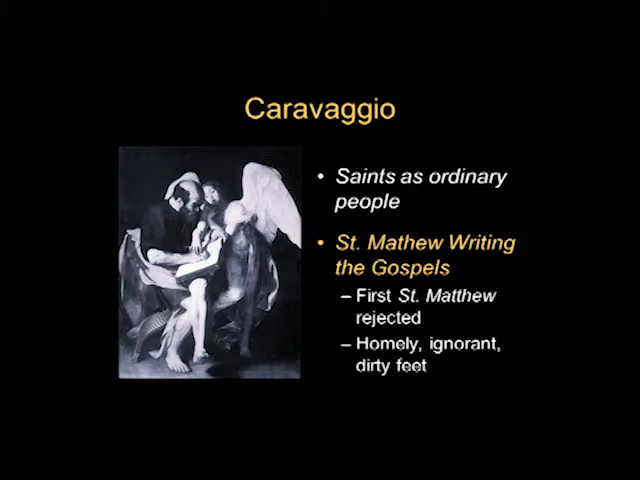 Caravaggio
• Saints as ordinary
people
• St. Mathew Writing
the Gospels
– First St. Matthew
rejected
– Homely, ignorant,
dirty feet